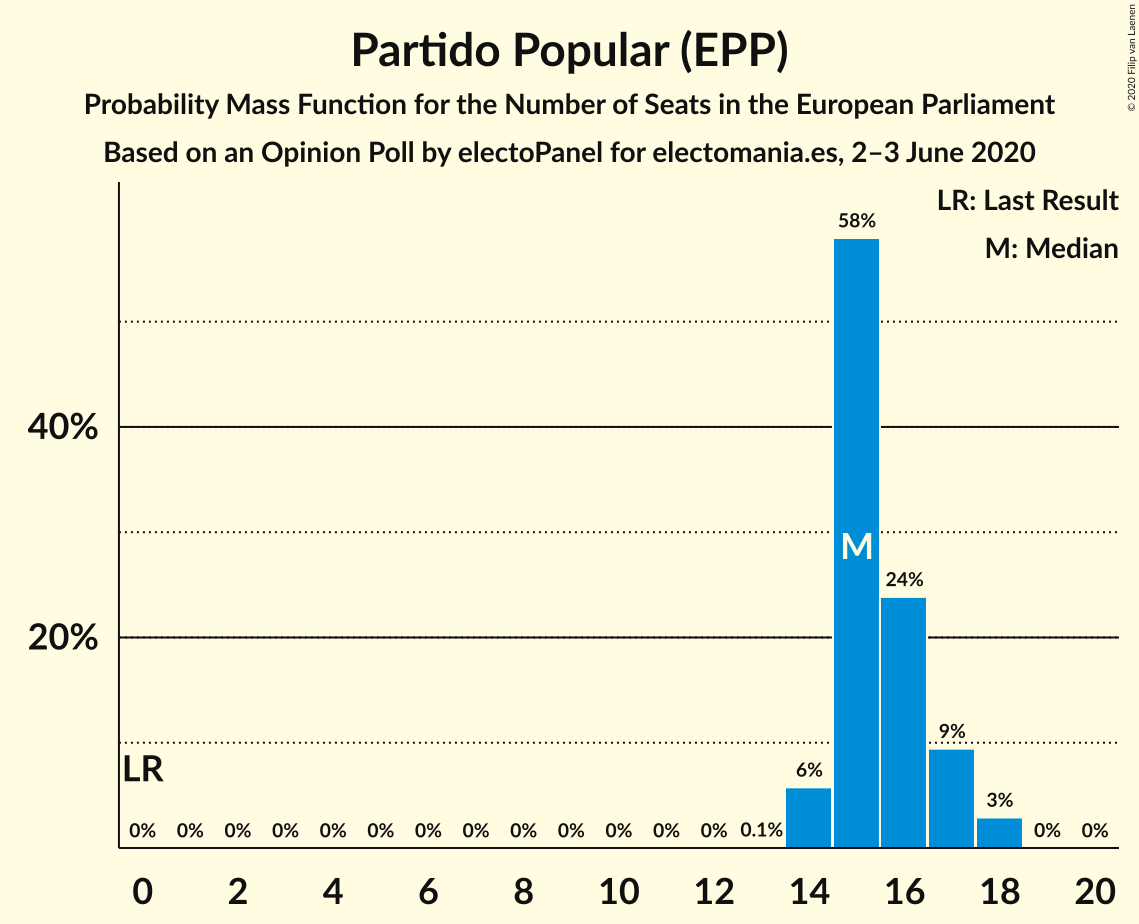 Partido Popular (EPP)
Probability Mass Function for the Number of Seats in the European Parliament
Based on an Opinion Poll by electoPanel for electomania.es, 2–3 June 2020
© 2020 Filip van Laenen
LR: Last Result
M: Median
58%
40%
M
24%
20%
9%
LR
6%
3%
0% 0% 0% 0% 0% 0% 0% 0% 0% 0% 0% 0% 0% 0.1% 0% 0%
0 2 4 6 8 10 12 14 16 18 20